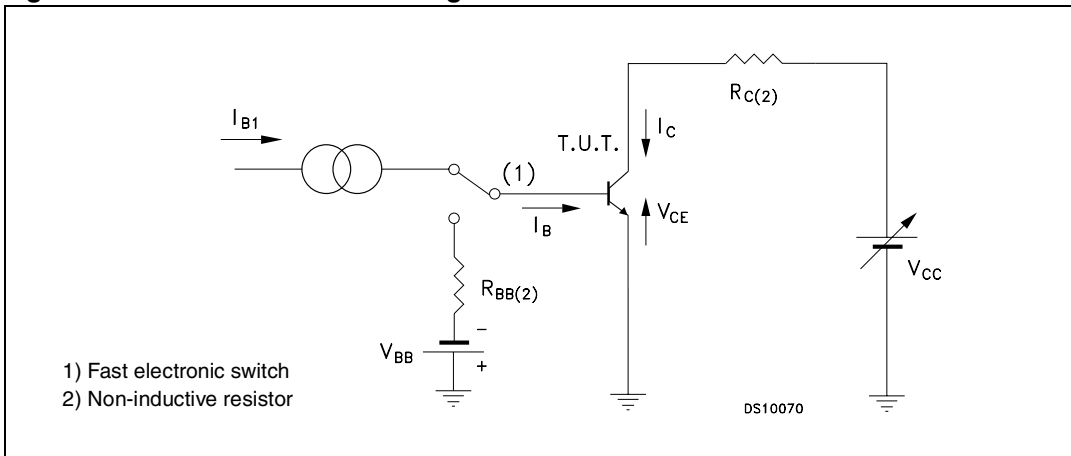 I_B1
(1)
T.U.T.
I_C
R_C(2)
I_B
V_CE
V_CC
R_BB(2)
V_BB
−
+
1) Fast electronic switch
2) Non-inductive resistor
DS10070